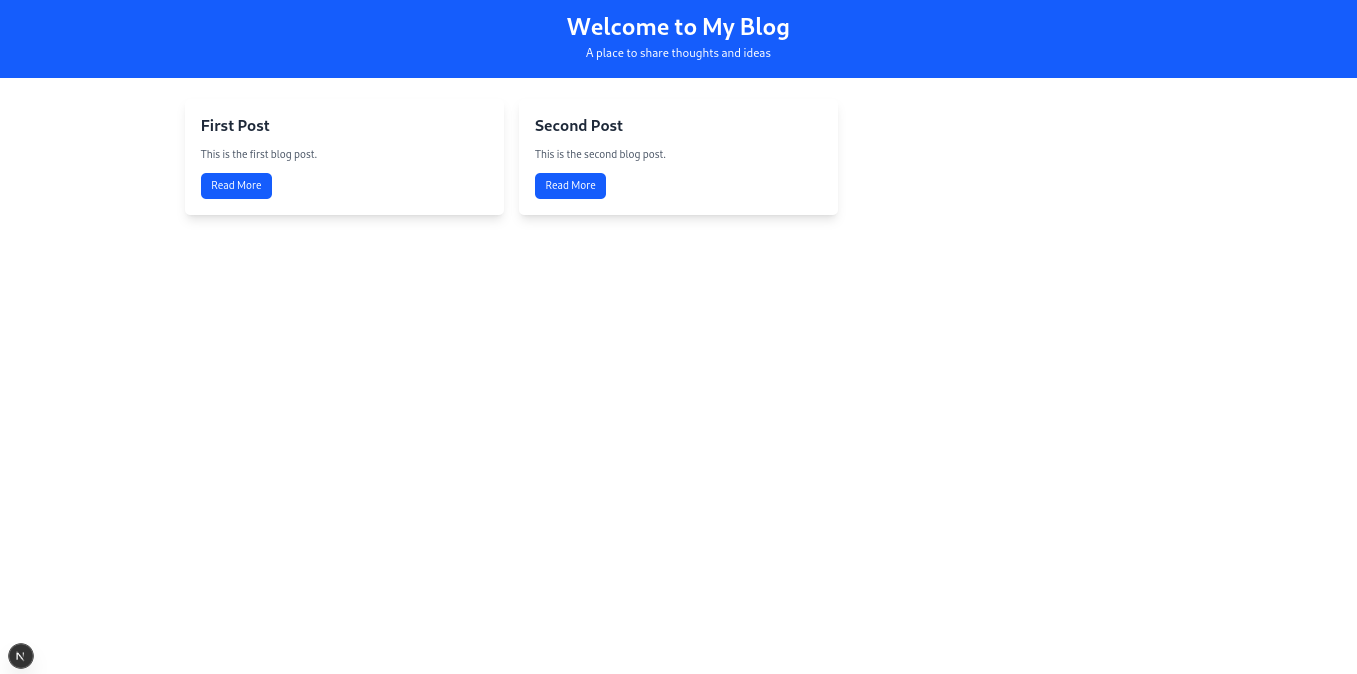 Welcome to My Blog
A place to share thoughts and ideas
First Post
This is the first blog post.
Read More
Second Post
This is the second blog post.
Read More
N